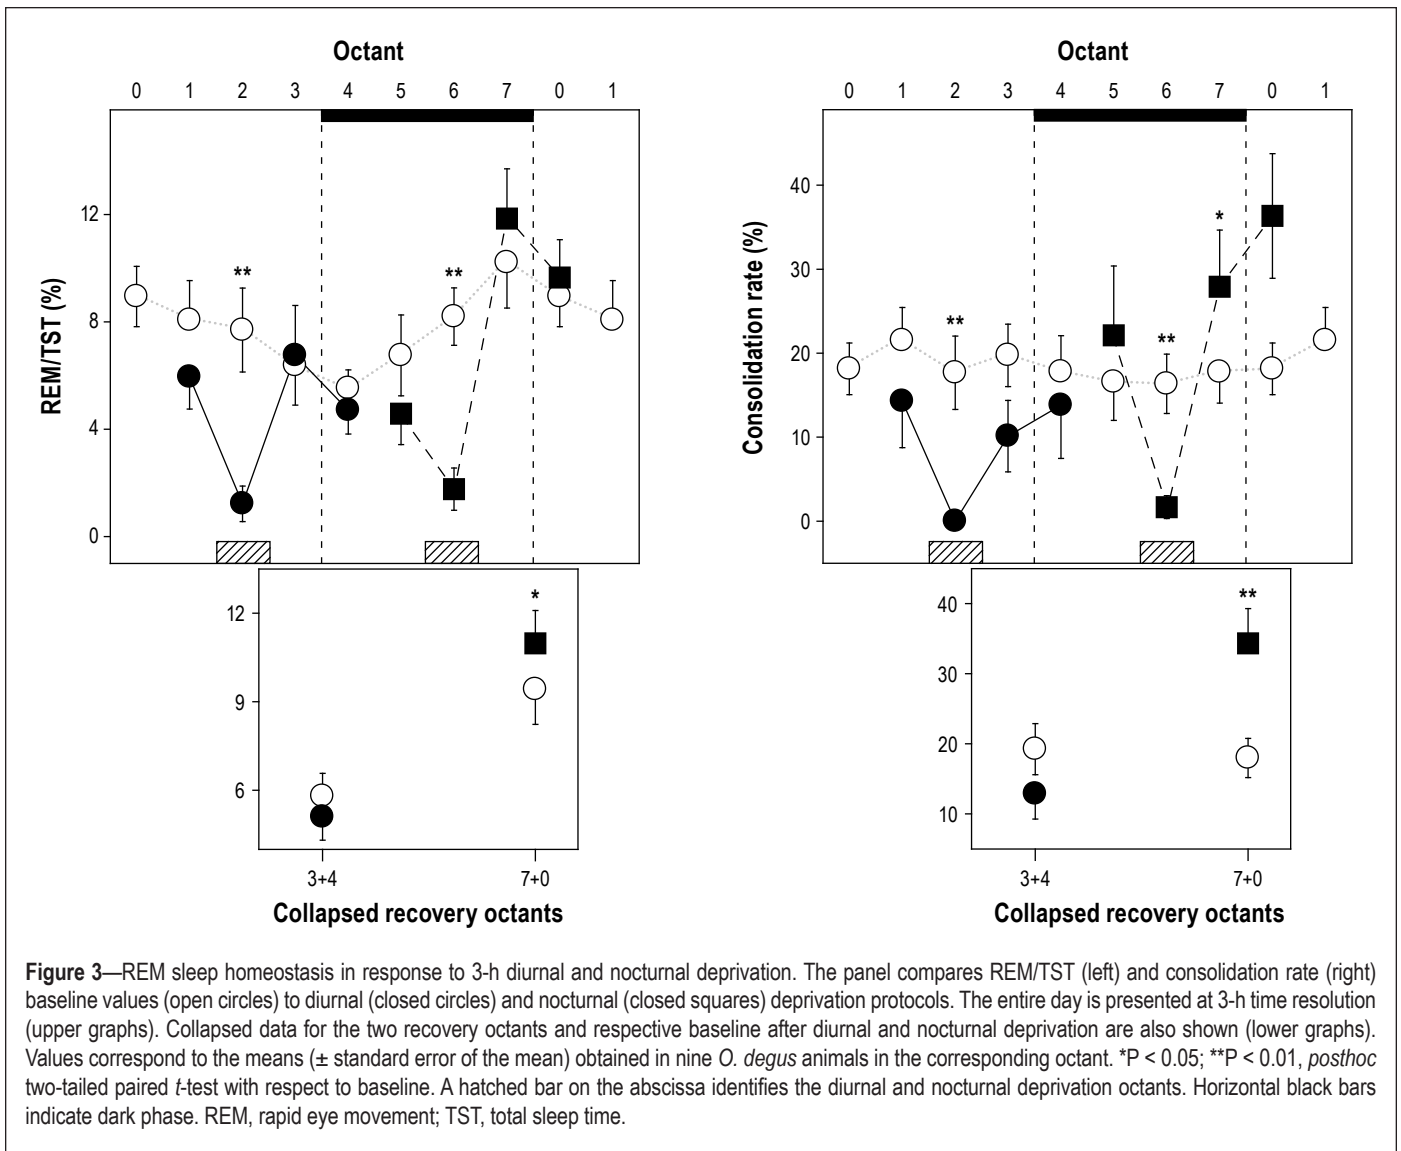 Octant
0 1 2 3 4 5 6 7 0 1
12
8
4
0
REM/TST (%)
** **
12
9
6
*
3+4 7+0
Collapsed recovery octants
Octant
0 1 2 3 4 5 6 7 0 1
40
30
20
10
0
Consolidation rate (%)
** ** *
40
30
20
10
**
3+4 7+0
Collapsed recovery octants
Figure 3—REM sleep homeostasis in response to 3-h diurnal and nocturnal deprivation. The panel compares REM/TST (left) and consolidation rate (right)
baseline values (open circles) to diurnal (closed circles) and nocturnal (closed squares) deprivation protocols. The entire day is presented at 3-h time resolution
(upper graphs). Collapsed data for the two recovery octants and respective baseline after diurnal and nocturnal deprivation are also shown (lower graphs).
Values correspond to the means (± standard error of the mean) obtained in nine O. degus animals in the corresponding octant. *P < 0.05; **P < 0.01, posthoc
two-tailed paired t-test with respect to baseline. A hatched bar on the abscissa identifies the diurnal and nocturnal deprivation octants. Horizontal black bars
indicate dark phase. REM, rapid eye movement; TST, total sleep time.